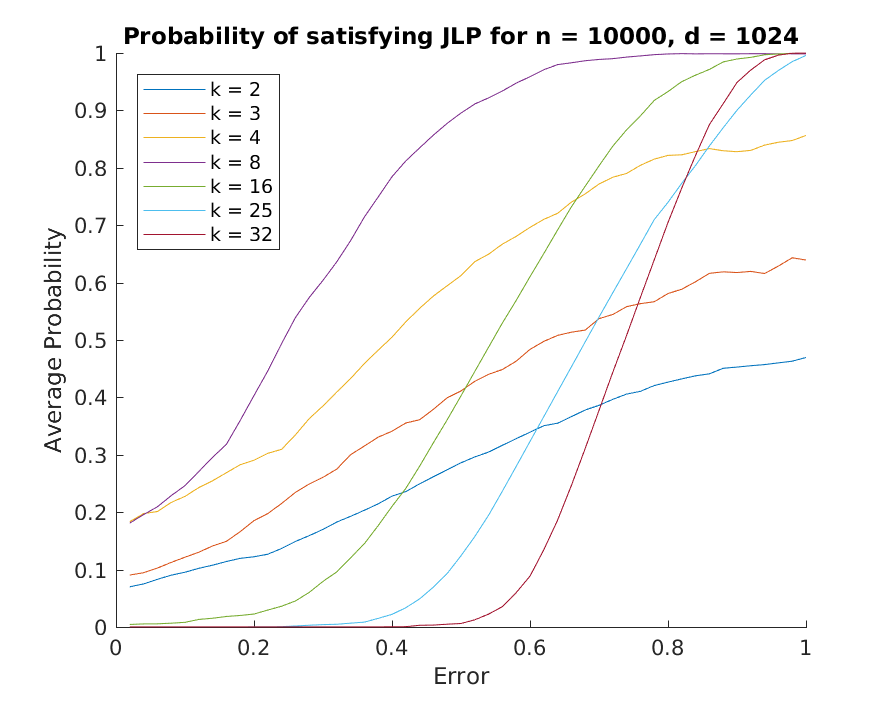 Probability of satisfying JLP for n = 10000, d = 1024
1
0.9
0.8
0.7
0.6
0.5
0.4
0.3
0.2
0.1
0
Average Probability
k = 2
k = 3
k = 4
k = 8
k = 16
k = 25
k = 32
0
0.2
0.4
0.6
0.8
1
Error